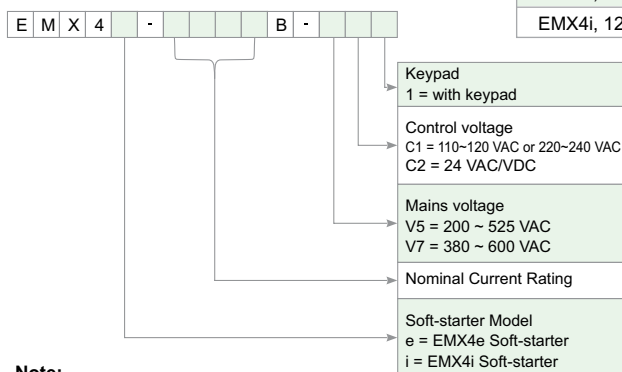 EMX4i, 12
E M X 4 - B -
Keypad
1 = with keypad
Control voltage
C1 = 110~120 VAC or 220~240 VAC
C2 = 24 VAC/VDC
Mains voltage
V5 = 200 ~ 525 VAC
V7 = 380 ~ 600 VAC
Nominal Current Rating
Soft-starter Model
e = EMX4e Soft-starter
i = EMX4i Soft-starter
Note: